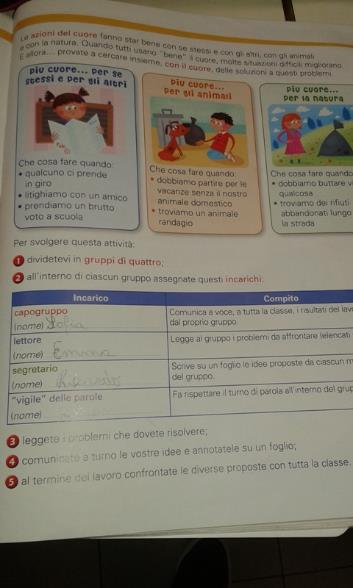 Le azioni del cuore fanno star bene con se stessi e con gli altri, con gli animali
e con la natura. Quando tutti usano "bene" il cuore, molte situazioni difficili migliorano.
E allora... provate a cercare insieme, con il cuore, delle soluzioni a questi problemi.
Più cuore... per se
stessi e per gli altri
Che cosa fare quando:
• qualcuno ci prende
in giro
• litighiamo con un amico
• prendiamo un brutto
voto a scuola
Più cuore...
per gli animali
Che cosa fare quando:
• dobbiamo partire per le
vacanze senza il nostro
animale domestico
• troviamo un animale
randagio
Più cuore...
per la natura
Che cosa fare quando
• dobbiamo buttare vi
qualcosa
• troviamo dei rifiuti
abbandonati lungo
la strada
Per svolgere questa attività:
1 dividetevi in gruppi di quattro;
2 all'interno di ciascun gruppo assegnate questi incarichi:
Incarico Compito
capogruppo
(nome) Sofia
Comunica a voce, a tutta la classe, i risultati del lav
dal proprio gruppo.
lettore
(nome) Emma
Legge al gruppo i problemi da affrontare (elencati
segretario
(nome) Riccardo
Scrive su un foglio le idee proposte da ciascun m
del gruppo.
"vigile" delle parole
(nome)
Fa rispettare il turno di parola all'interno del grup
3 leggete i problemi che dovete risolvere;
4 comunicate a turno le vostre idee e annotatele su un foglio;
5 al termine del lavoro confrontate le diverse proposte con tutta la classe.